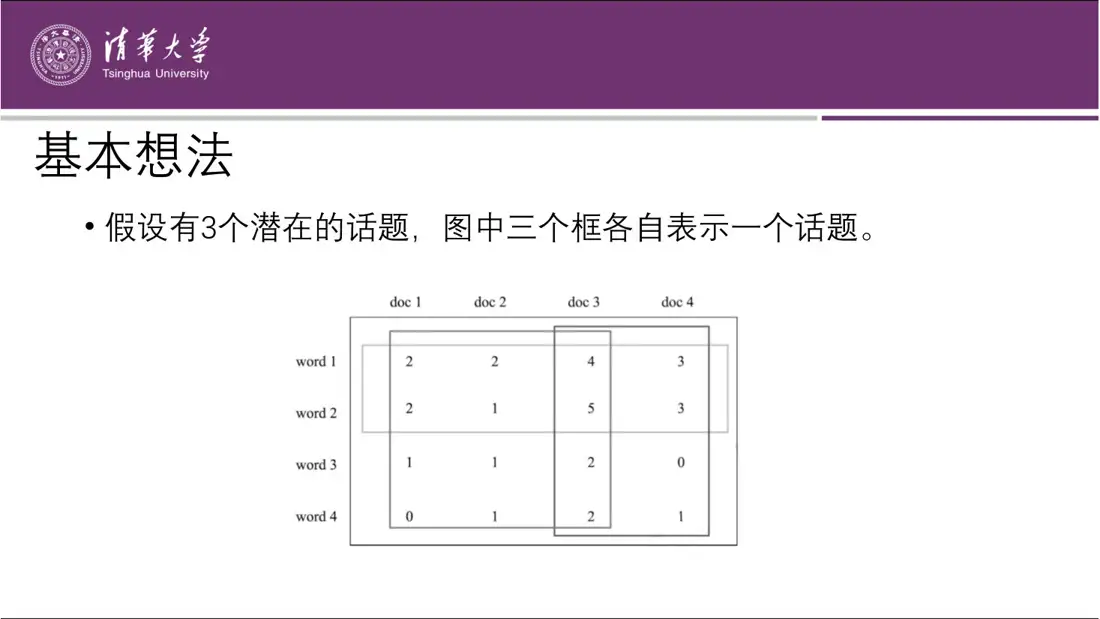 清华大学
Tsinghua University
基本想法
• 假设有3个潜在的话题，图中三个框各自表示一个话题。
doc 1 doc 2 doc 3 doc 4
word 1 2 2 4 3
word 2 2 1 5 3
word 3 1 1 2 0
word 4 0 1 2 1